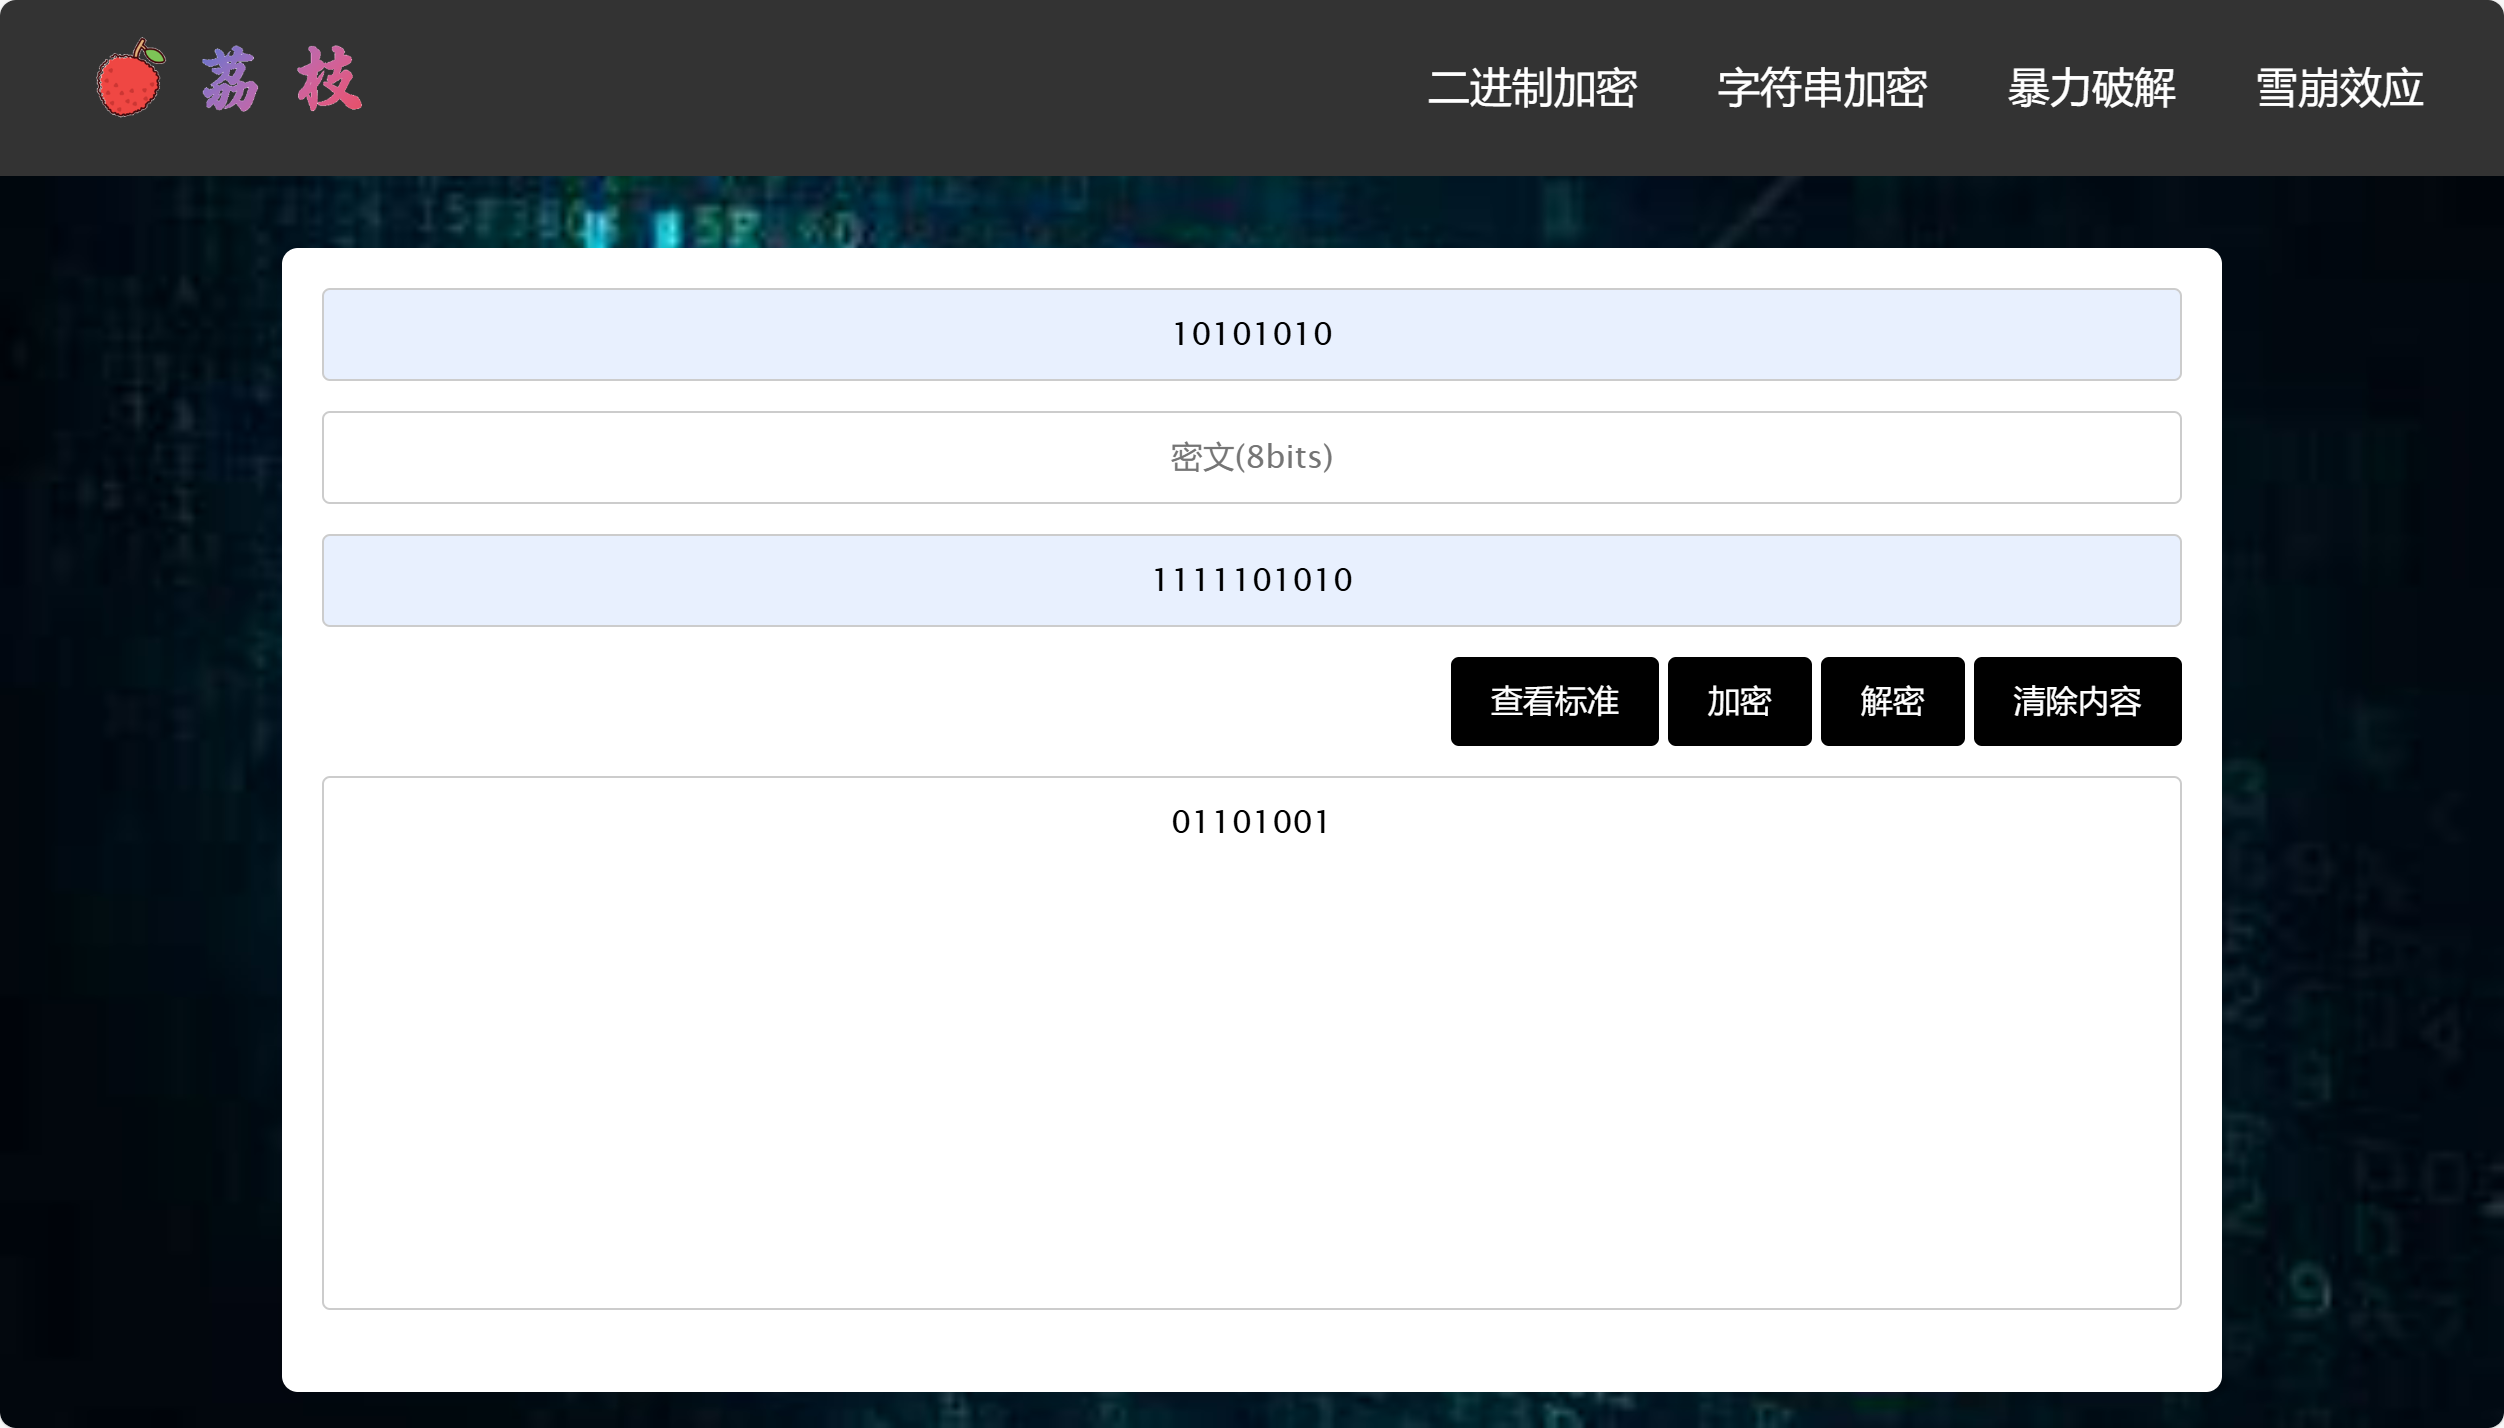 荔枝
二进制加密 字符串加密 暴力破解 雪崩效应
10101010
密文(8bits)
1111101010
查看标准 加密 解密 清除内容
01101001